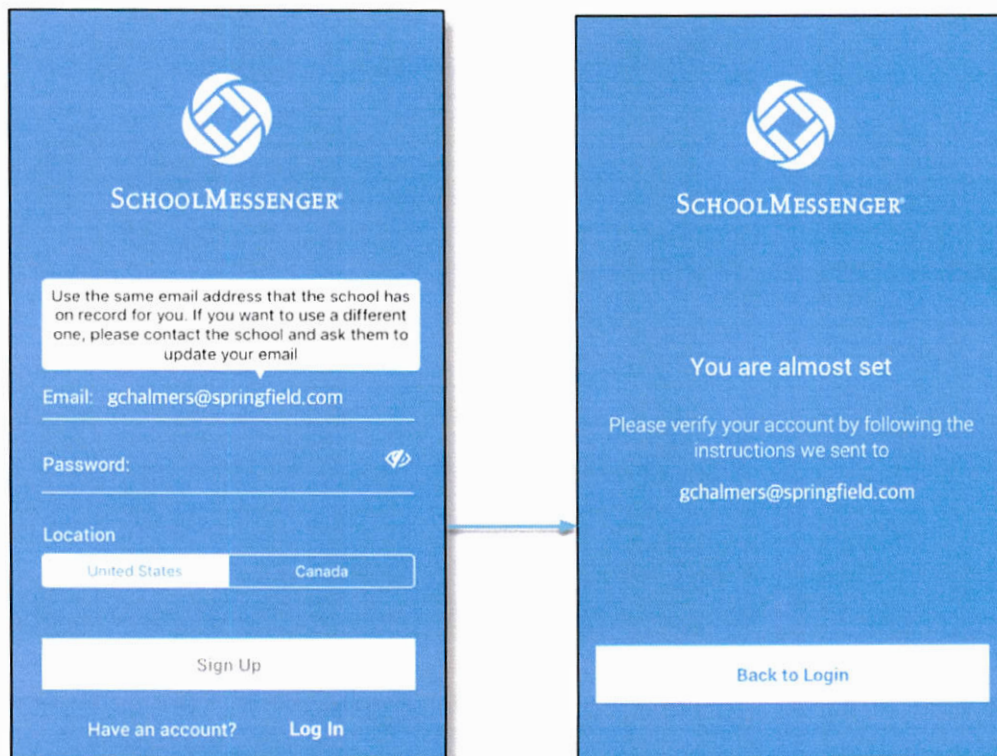 SCHOOLMESSENGER®
Use the same email address that the school has
on record for you. If you want to use a different
one, please contact the school and ask them to
update your email
Email: gchalmers@springfield.com
Password:
Location
United States Canada
Sign Up
Have an account? Log In
SCHOOLMESSENGER®
You are almost set
Please verify your account by following the
instructions we sent to
gchalmers@springfield.com
Back to Login